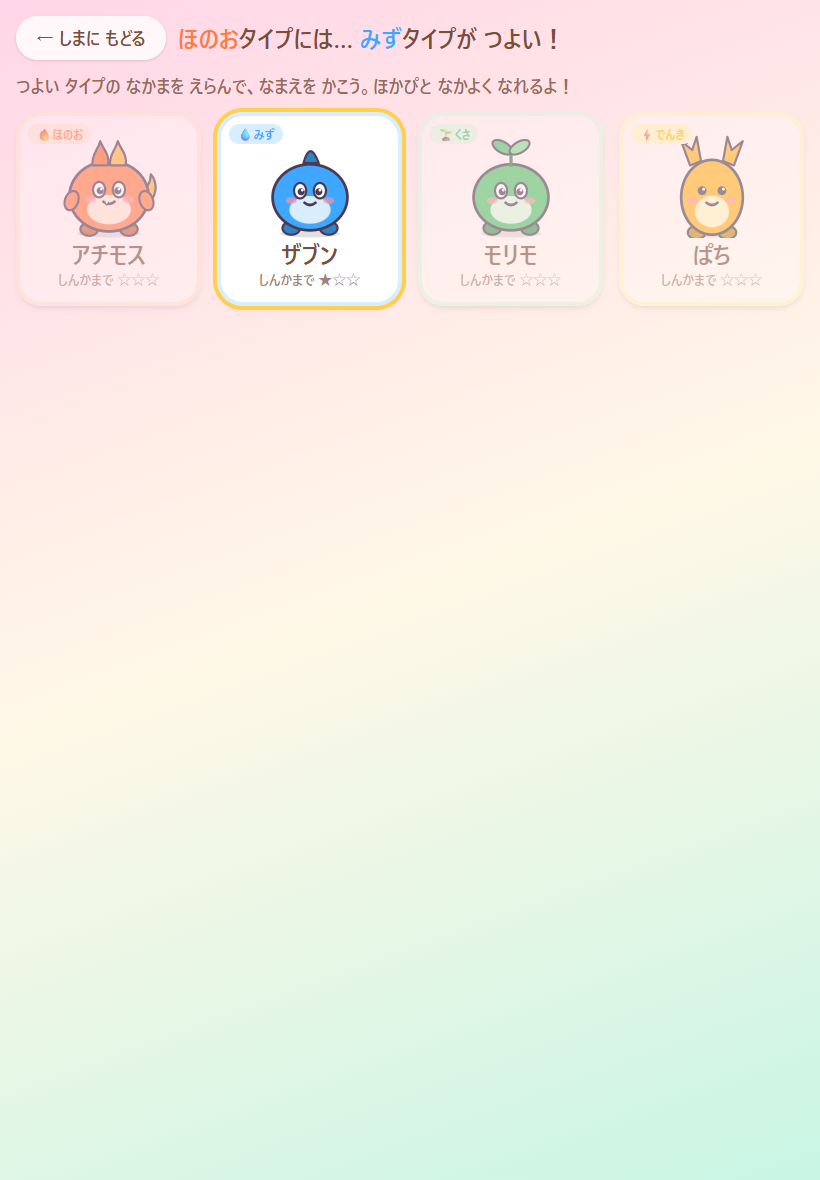 ← しまに もどる
ほのおタイプには… みずタイプが つよい！
つよい タイプの なかまを えらんで、なまえを かこう。ほかぴと なかよく なれるよ！
ほのお
アチモス
しんかまで ☆☆☆
みず
ザブン
しんかまで ★☆☆
くさ
モリモ
しんかまで ☆☆☆
でんき
ぱち
しんかまで ☆☆☆